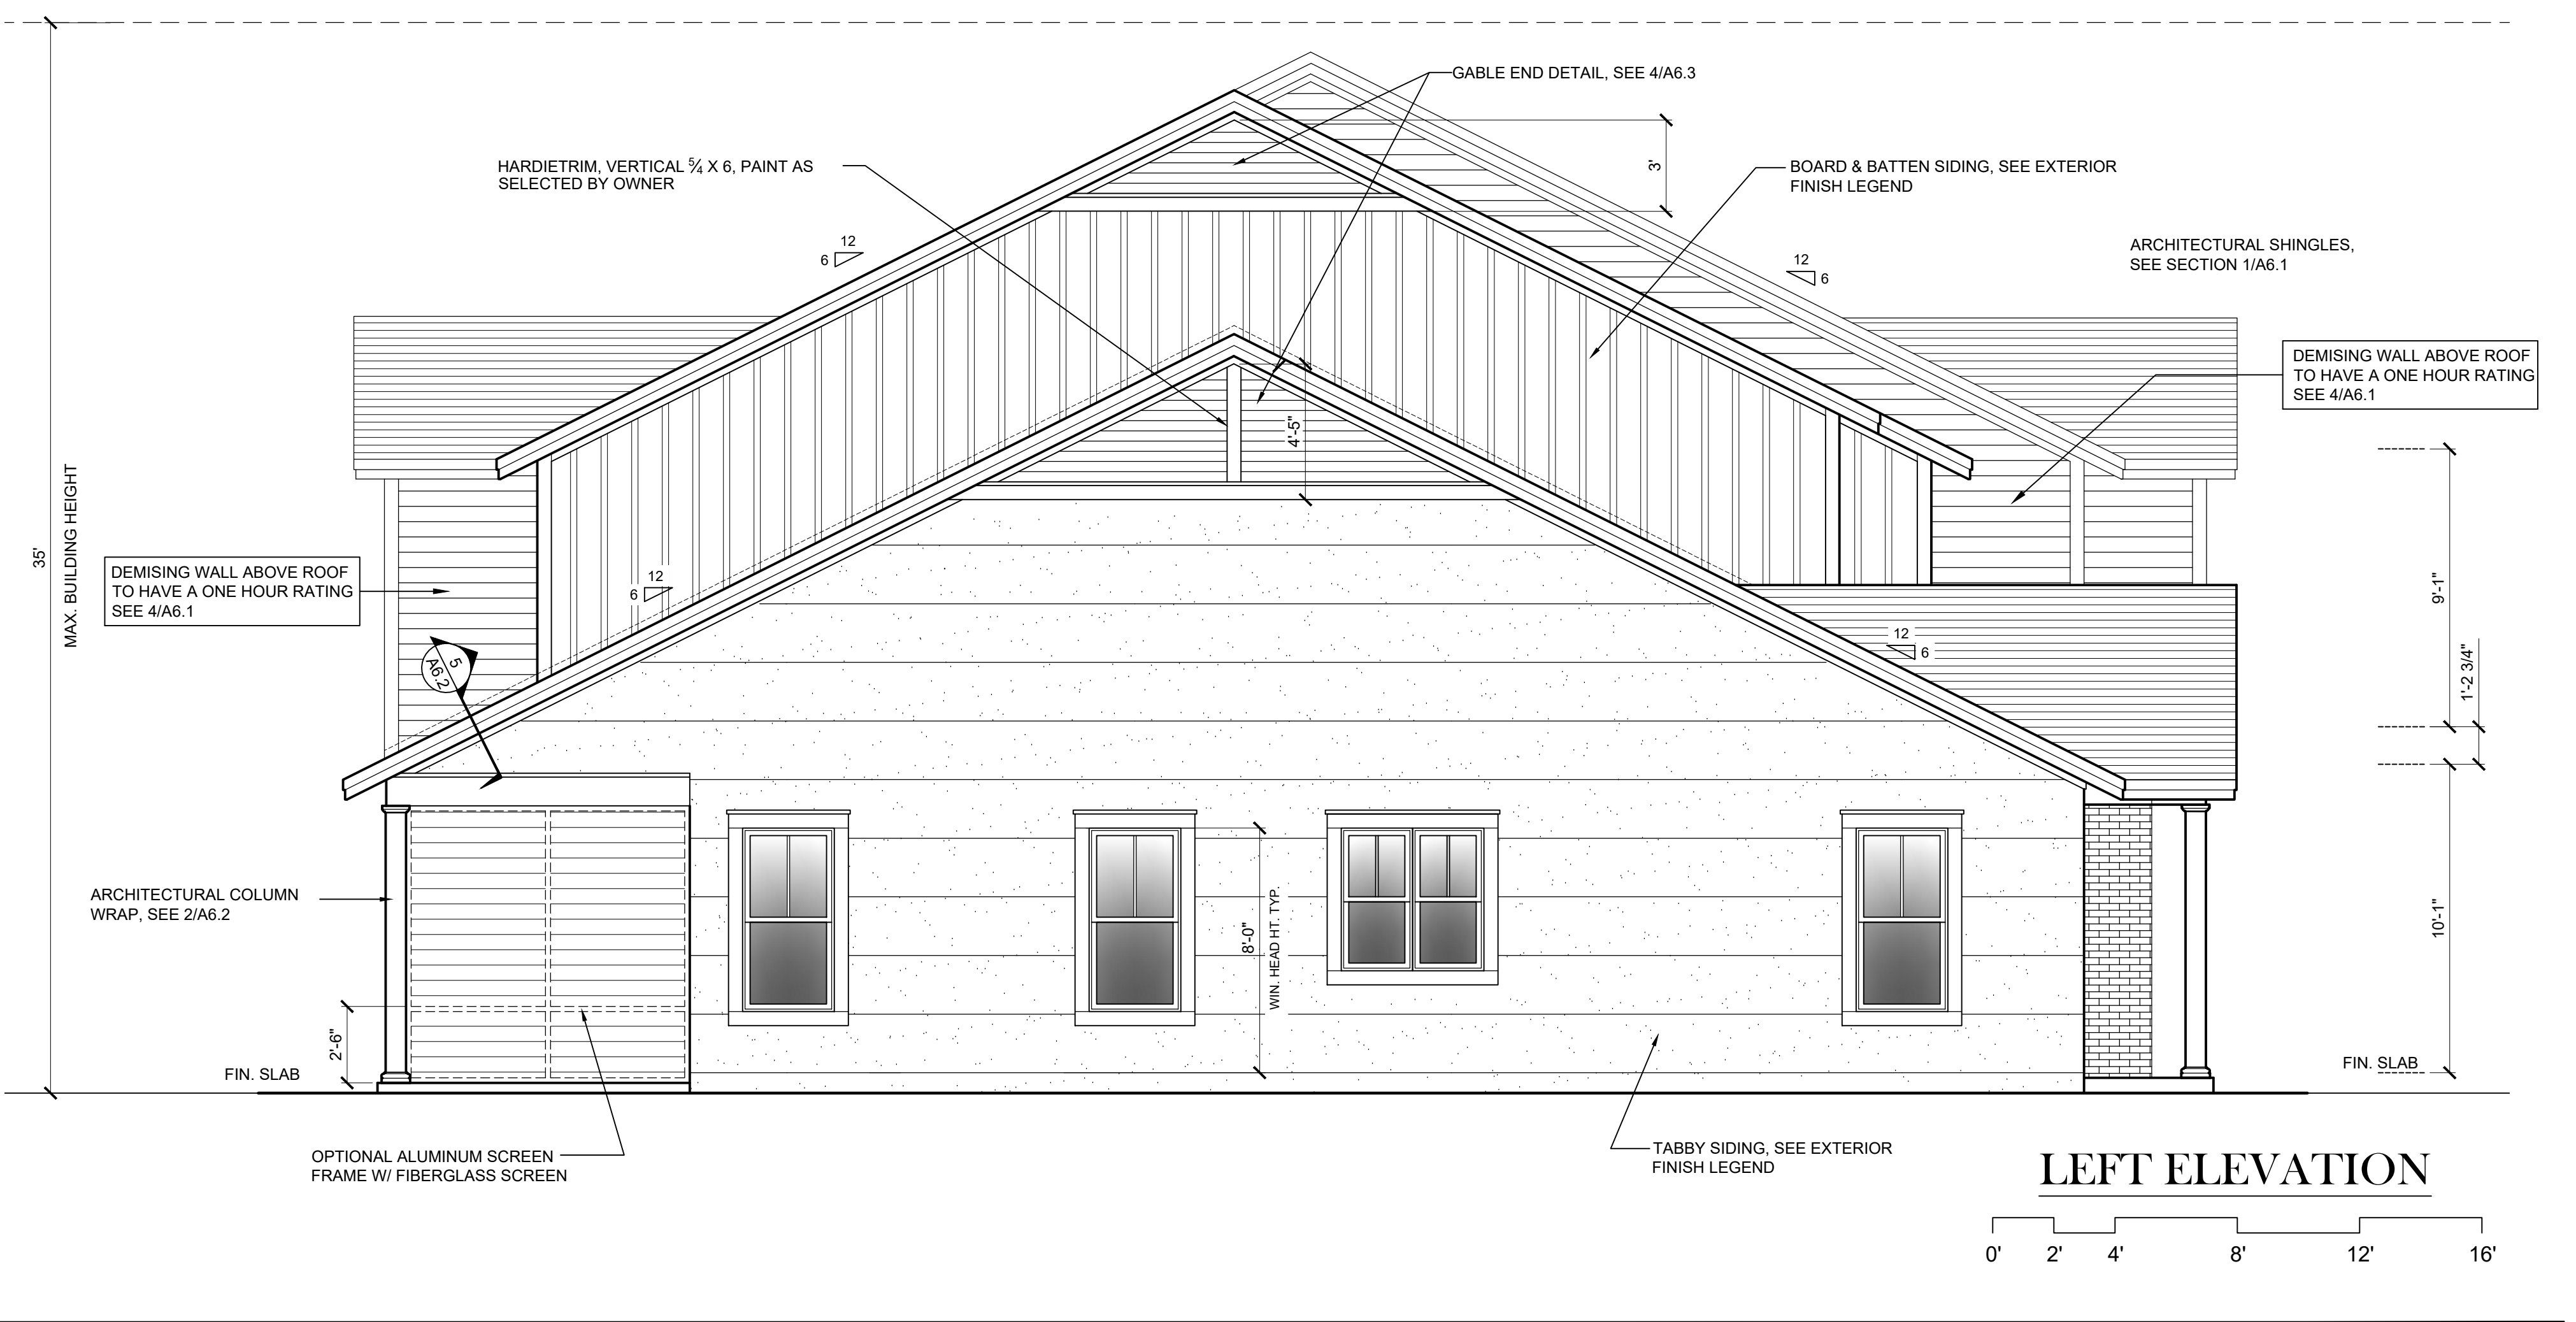 GABLE END DETAIL, SEE 4/A6.3
HARDIETRIM, VERTICAL 5⁄4 X 6, PAINT AS
SELECTED BY OWNER
3'
BOARD & BATTEN SIDING, SEE EXTERIOR
FINISH LEGEND
12
6
12
6
ARCHITECTURAL SHINGLES,
SEE SECTION 1/A6.1
DEMISING WALL ABOVE ROOF
TO HAVE A ONE HOUR RATING
SEE 4/A6.1
4'-5"
35'
MAX. BUILDING HEIGHT
DEMISING WALL ABOVE ROOF
TO HAVE A ONE HOUR RATING
SEE 4/A6.1
12
6
12
6
5
A6.2
9'-1"
1'-2 3/4"
ARCHITECTURAL COLUMN
WRAP, SEE 2/A6.2
8'-0"
WIN. HEAD HT. TYP.
10'-1"
2'-6"
FIN. SLAB
FIN. SLAB
OPTIONAL ALUMINUM SCREEN
FRAME W/ FIBERGLASS SCREEN
TABBY SIDING, SEE EXTERIOR
FINISH LEGEND
LEFT ELEVATION
0' 2' 4' 8' 12' 16'